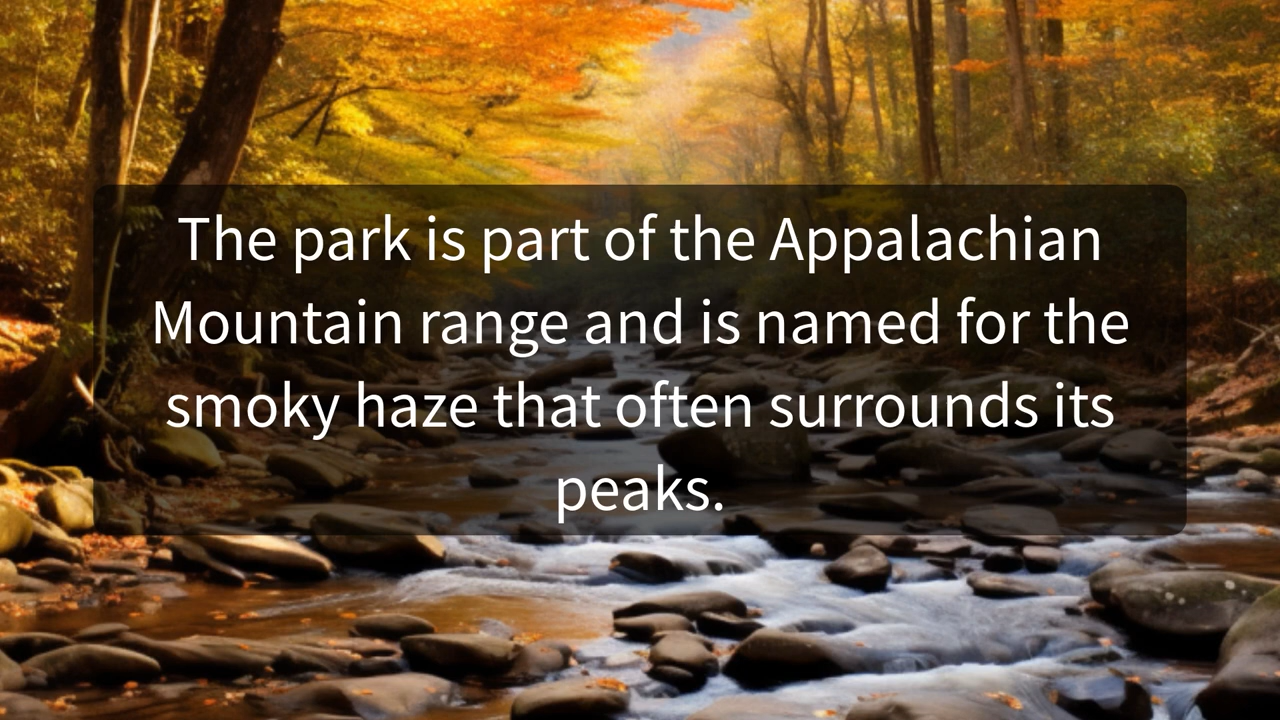 The park is part of the Appalachian
Mountain range and is named for the
smoky haze that often surrounds its
peaks.